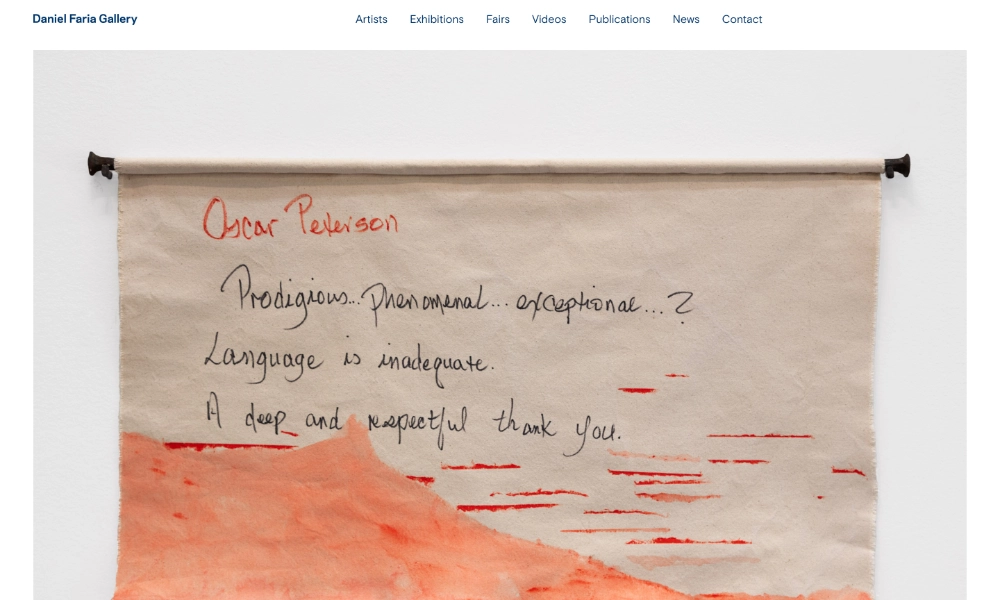 Daniel Faria Gallery
Artists Exhibitions Fairs Videos Publications News Contact
Oscar Peterson
Prodigious... Phenomenal... exceptional...?
Language is inadequate.
A deep and respectful thank you.